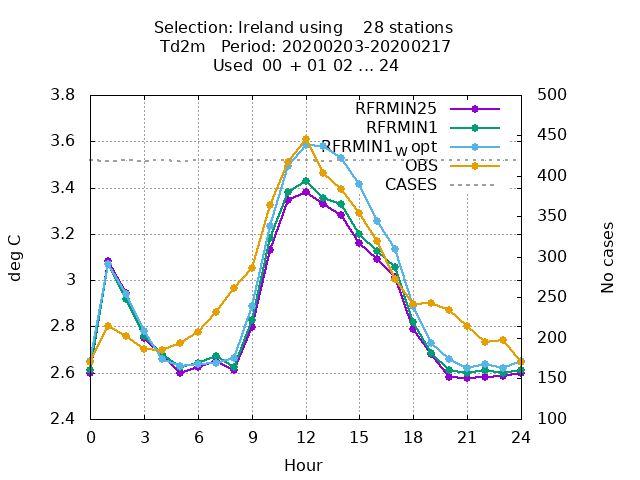 Selection: Ireland using    28 stations
Td2m   Period: 20200203-20200217
Used  00  + 01 02 ... 24
RFRMIN25
RFRMIN1
RFRMIN1w opt
OBS
CASES
3.8
3.6
3.4
3.2
3
2.8
2.6
2.4
deg C
500
450
400
350
300
250
200
150
100
No cases
0 3 6 9 12 15 18 21 24
Hour